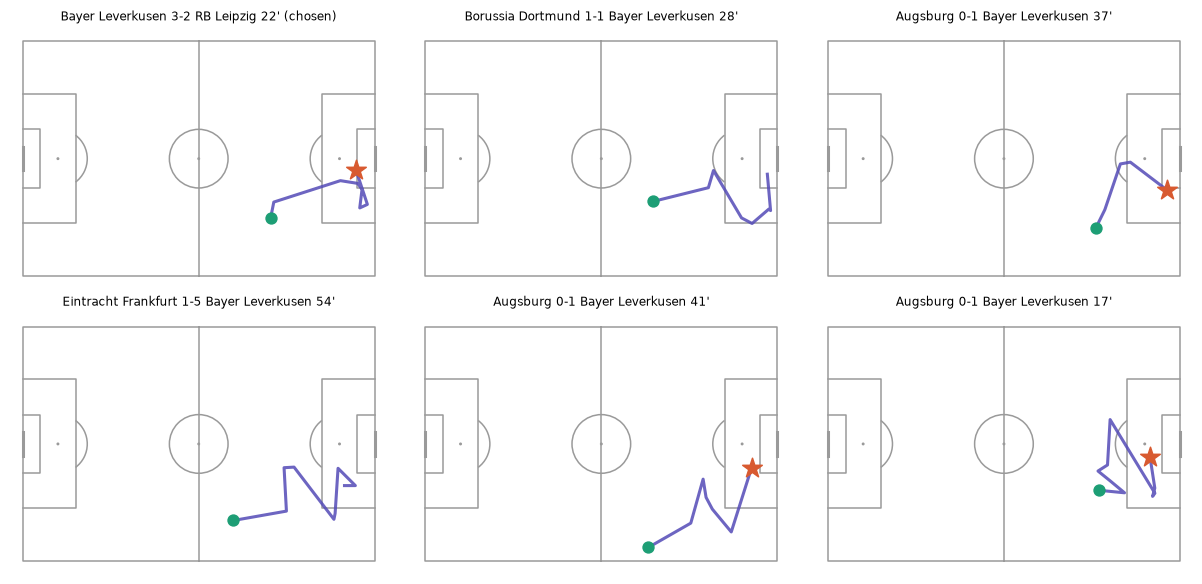 Bayer Leverkusen 3-2 RB Leipzig 22' (chosen)
Borussia Dortmund 1-1 Bayer Leverkusen 28'
Augsburg 0-1 Bayer Leverkusen 37'
Eintracht Frankfurt 1-5 Bayer Leverkusen 54'
Augsburg 0-1 Bayer Leverkusen 41'
Augsburg 0-1 Bayer Leverkusen 17'